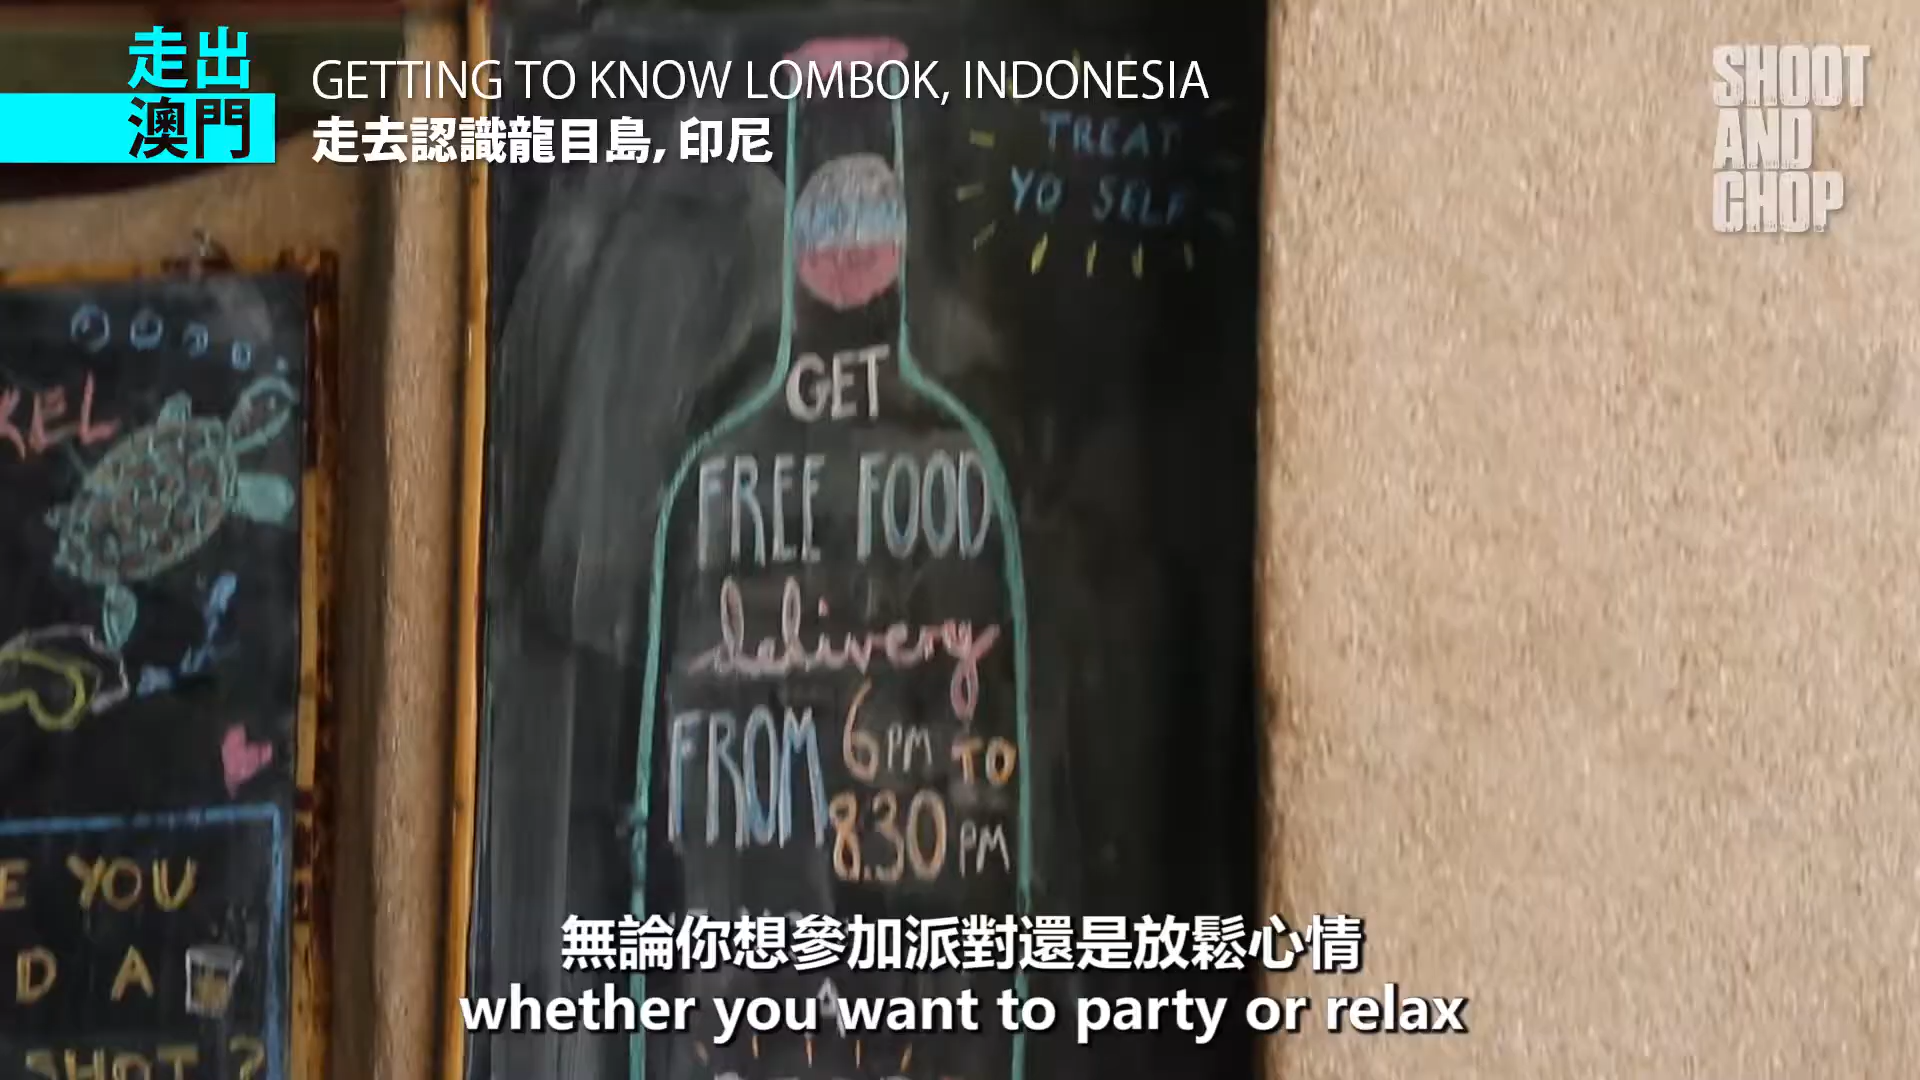 走出
澳門
GETTING TO KNOW LOMBOK, INDONESIA
走去認識龍目島, 印尼
SHOOT
AND
CHOP
TREAT
YO SELF
GET
FREE FOOD
delivery
FROM 6PM TO
8.30 PM
YOU
D A
SHOT ?
無論你想參加派對還是放鬆心情
whether you want to party or relax